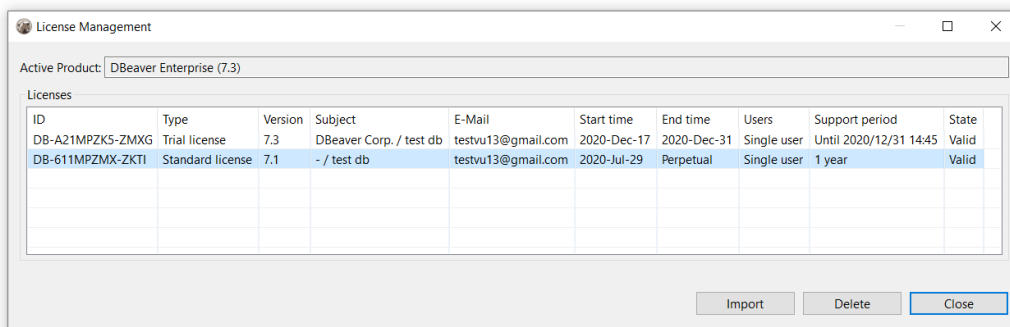 License Management
Active Product: DBeaver Enterprise (7.3)
Licenses
ID Type Version Subject E-Mail Start time End time Users Support period State
DB-A21MPZK5-ZMXG Trial license 7.3 DBeaver Corp. / test db testvu13@gmail.com 2020-Dec-17 2020-Dec-31 Single user Until 2020/12/31 14:45 Valid
DB-611MPZMX-ZKTI Standard license 7.1 - / test db testvu13@gmail.com 2020-Jul-29 Perpetual Single user 1 year Valid
Import Delete Close